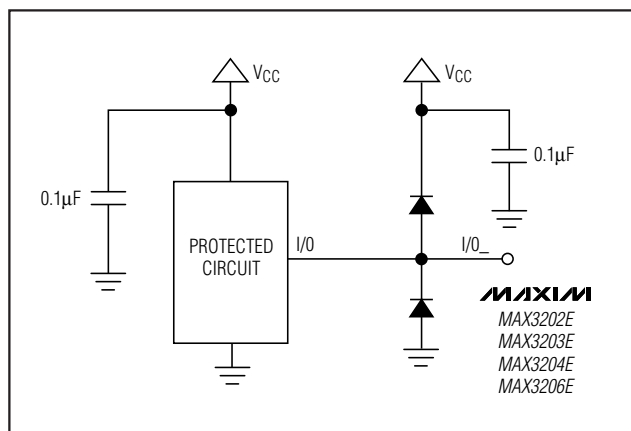 VCC
VCC
0.1μF
0.1μF
PROTECTED
CIRCUIT
I/0
I/0_
MAXIM
MAX3202E
MAX3203E
MAX3204E
MAX3206E